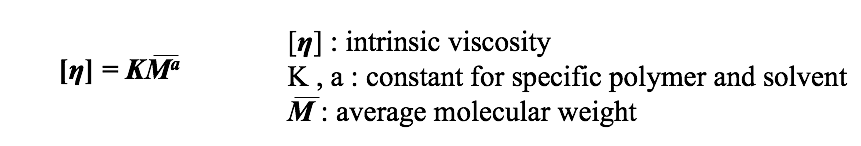 [η] = KM̅ᵃ
[η] : intrinsic viscosity
K , a : constant for specific polymer and solvent
M̅ : average molecular weight